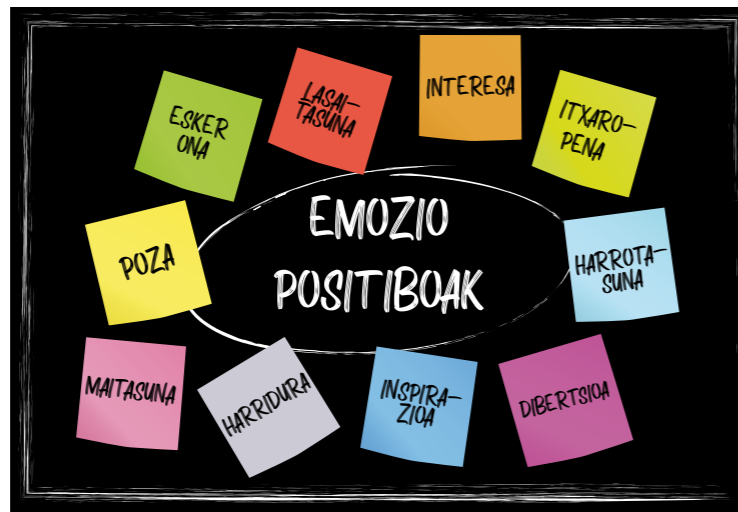 ESKER
ONA
LASAI-
TASUNA
INTERESA
ITXARO-
PENA
EMOZIO
POSITIBOAK
POZA
HARROTA-
SUNA
MAITASUNA
HARRIDURA
INSPIRA-
ZIOA
DIBERTSIOA